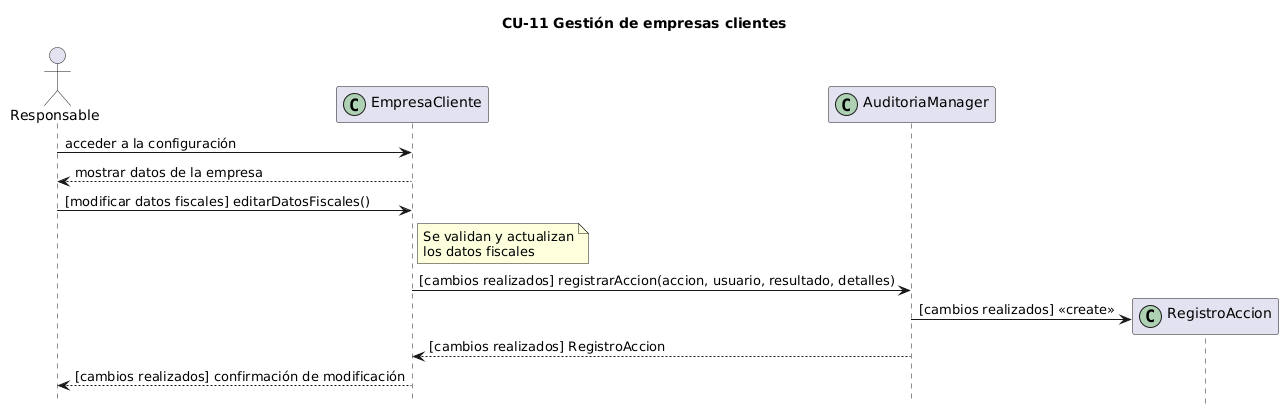 CU-11 Gestión de empresas clientes
Responsable
C EmpresaCliente
C AuditoriaManager
acceder a la configuración
mostrar datos de la empresa
[modificar datos fiscales] editarDatosFiscales()
Se validan y actualizan
los datos fiscales
[cambios realizados] registrarAccion(accion, usuario, resultado, detalles)
[cambios realizados] «create»
C RegistroAccion
[cambios realizados] RegistroAccion
[cambios realizados] confirmación de modificación